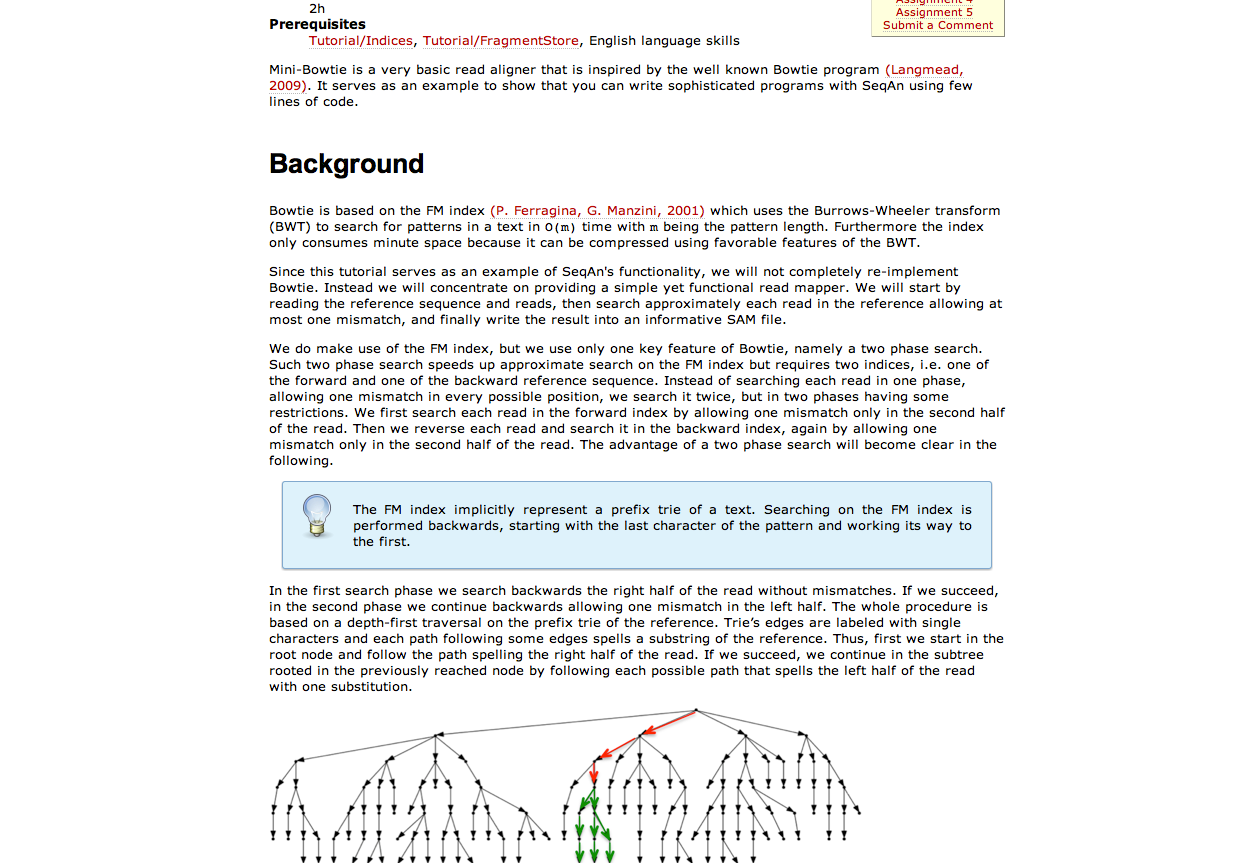 2h
Prerequisites
Tutorial/Indices, Tutorial/FragmentStore, English language skills
Assignment 4
Assignment 5
Submit a Comment
Mini-Bowtie is a very basic read aligner that is inspired by the well known Bowtie program (Langmead,
2009). It serves as an example to show that you can write sophisticated programs with SeqAn using few
lines of code.
Background
Bowtie is based on the FM index (P. Ferragina, G. Manzini, 2001) which uses the Burrows-Wheeler transform
(BWT) to search for patterns in a text in O(m) time with m being the pattern length. Furthermore the index
only consumes minute space because it can be compressed using favorable features of the BWT.
Since this tutorial serves as an example of SeqAn's functionality, we will not completely re-implement
Bowtie. Instead we will concentrate on providing a simple yet functional read mapper. We will start by
reading the reference sequence and reads, then search approximately each read in the reference allowing at
most one mismatch, and finally write the result into an informative SAM file.
We do make use of the FM index, but we use only one key feature of Bowtie, namely a two phase search.
Such two phase search speeds up approximate search on the FM index but requires two indices, i.e. one of
the forward and one of the backward reference sequence. Instead of searching each read in one phase,
allowing one mismatch in every possible position, we search it twice, but in two phases having some
restrictions. We first search each read in the forward index by allowing one mismatch only in the second half
of the read. Then we reverse each read and search it in the backward index, again by allowing one
mismatch only in the second half of the read. The advantage of a two phase search will become clear in the
following.
The FM index implicitly represent a prefix trie of a text. Searching on the FM index is
performed backwards, starting with the last character of the pattern and working its way to
the first.
In the first search phase we search backwards the right half of the read without mismatches. If we succeed,
in the second phase we continue backwards allowing one mismatch in the left half. The whole procedure is
based on a depth-first traversal on the prefix trie of the reference. Trie’s edges are labeled with single
characters and each path following some edges spells a substring of the reference. Thus, first we start in the
root node and follow the path spelling the right half of the read. If we succeed, we continue in the subtree
rooted in the previously reached node by following each possible path that spells the left half of the read
with one substitution.